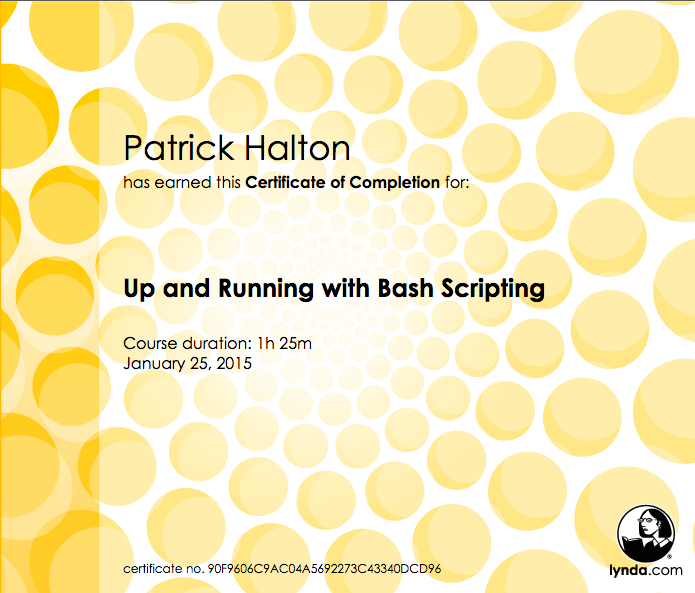 Patrick Halton
has earned this Certificate of Completion for:
Up and Running with Bash Scripting
Course duration: 1h 25m
January 25, 2015
certificate no. 90F9606C9AC04A5692273C43340DCD96
®
lynda.com